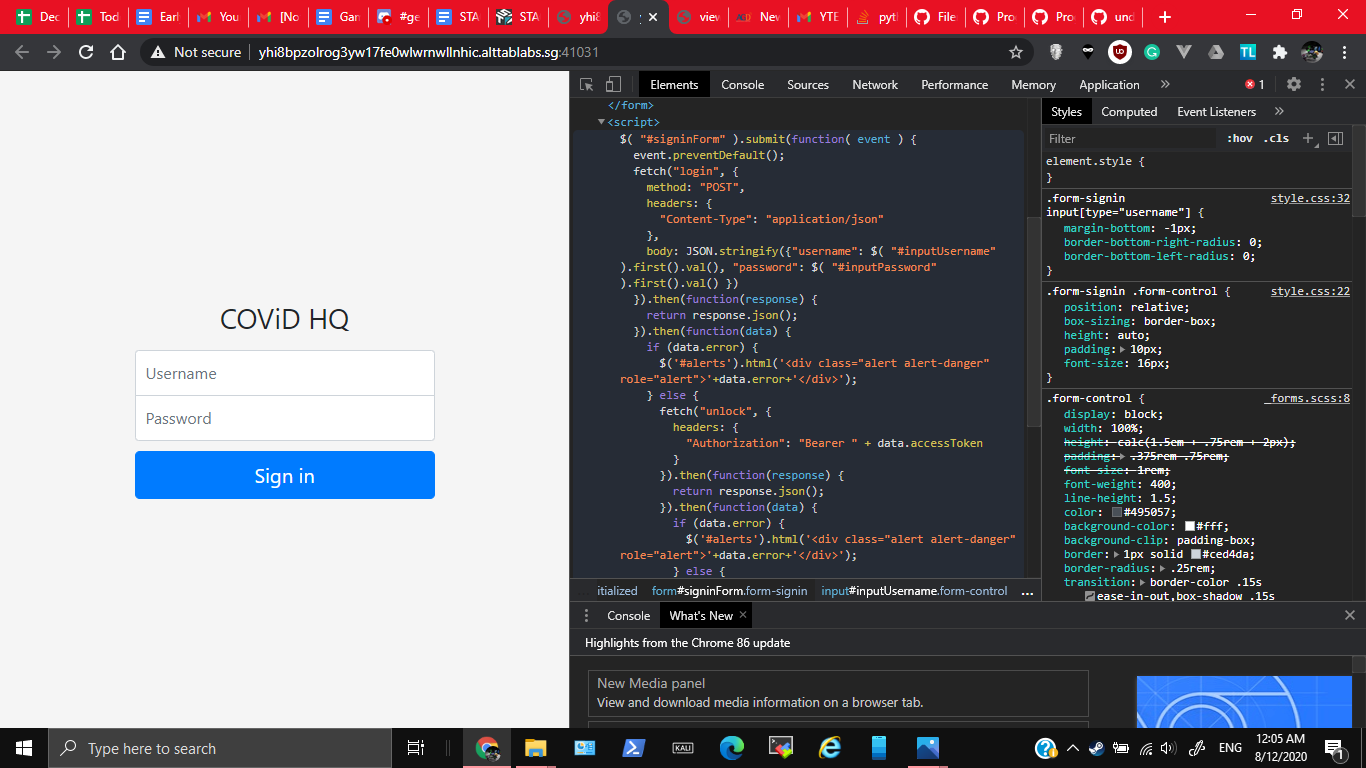 Dec
Tod
Earl
You
[No
Gan
#ge
STA
STA
yhi8
view
Nev
YTE
pytl
File
Pro
Pro
und
Not secure
yhi8bpzolrog3yw17fe0wlwrnwllnhic.alttablabs.sg:41031
COViD HQ
Username
Password
Sign in
Elements
Console
Sources
Network
Performance
Memory
Application
1
</form>
<script>
$( "#signinForm" ).submit(function( event ) {
event.preventDefault();
fetch("login", {
method: "POST",
headers: {
"Content-Type": "application/json"
},
body: JSON.stringify({"username": $( "#inputUsername"
).first().val(), "password": $( "#inputPassword"
).first().val() })
}).then(function(response) {
return response.json();
}).then(function(data) {
if (data.error) {
$('#alerts').html('<div class="alert alert-danger"
role="alert">'+data.error+'</div>');
} else {
fetch("unlock", {
headers: {
"Authorization": "Bearer " + data.accessToken
}
}).then(function(response) {
return response.json();
}).then(function(data) {
if (data.error) {
$('#alerts').html('<div class="alert alert-danger"
role="alert">'+data.error+'</div>');
} else {
itialized
form#signinForm.form-signin
input#inputUsername.form-control
...
Styles
Computed
Event Listeners
Filter
:hov
.cls
element.style {
}
.form-signin
style.css:32
input[type="username"] {
margin-bottom: -1px;
border-bottom-right-radius: 0;
border-bottom-left-radius: 0;
}
.form-signin .form-control {
style.css:22
position: relative;
box-sizing: border-box;
height: auto;
padding: 10px;
font-size: 16px;
}
.form-control {
_forms.scss:8
display: block;
width: 100%;
height: calc(1.5em + .75rem + 2px);
padding: .375rem .75rem;
font-size: 1rem;
font-weight: 400;
line-height: 1.5;
color: #495057;
background-color: #fff;
background-clip: padding-box;
border: 1px solid #ced4da;
border-radius: .25rem;
transition: border-color .15s
ease-in-out,box-shadow .15s
Console
What's New
Highlights from the Chrome 86 update
New Media panel
View and download media information on a browser tab.
Type here to search
KALI
ENG
12:05 AM
8/12/2020
1